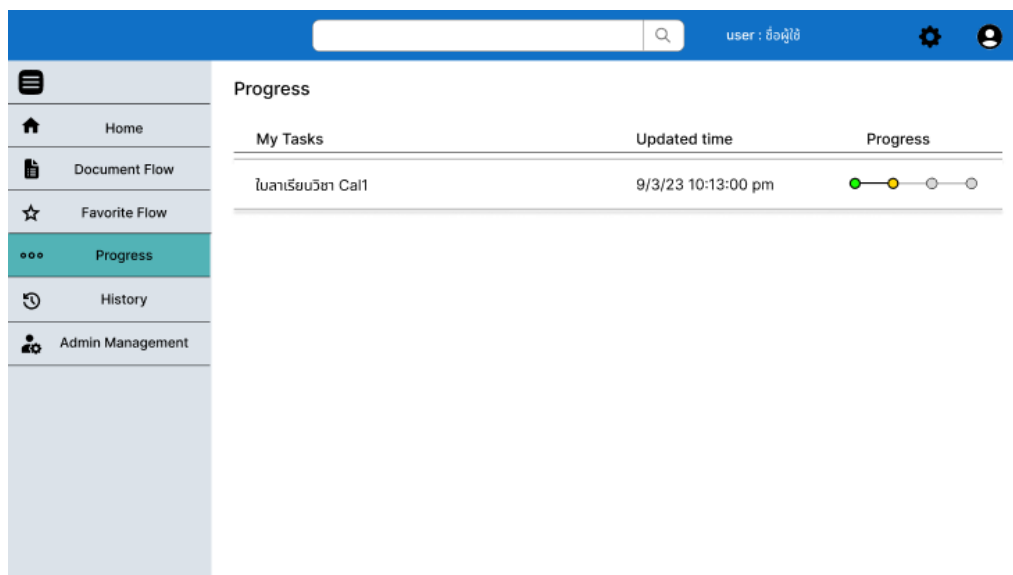 user : ชื่อผู้ใช้
Progress
Home
Document Flow
Favorite Flow
Progress
History
Admin Management
My Tasks Updated time Progress
ใบลาเรียนวิชา Cal1 9/3/23 10:13:00 pm